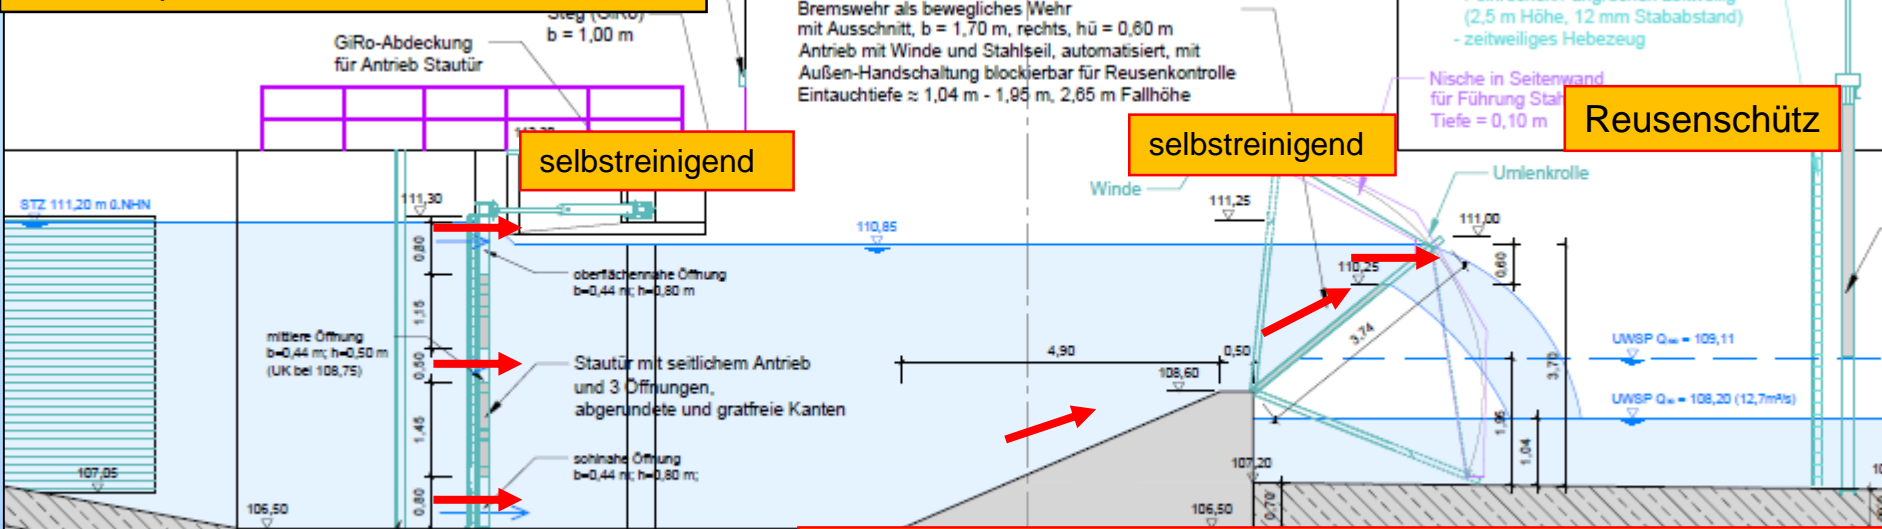 Steg (GiRo)
b = 1,00 m
GiRo-Abdeckung
für Antrieb Stautür
Bremswehr als bewegliches Wehr
mit Ausschnitt, b = 1,70 m, rechts, hü = 0,60 m
Antrieb mit Winde und Stahlseil, automatisiert, mit
Außen-Handschaltung blockierbar für Reusenkontrolle
Eintauchtiefe ≈ 1,04 m - 1,95 m, 2,65 m Fallhöhe
(2,5 m Höhe, 12 mm Stababstand)
- zeitweiliges Hebezeug
Nische in Seitenwand
für Führung
Tiefe = 0,10 m
Reusenschütz
selbstreinigend
selbstreinigend
Winde
Umlenkrolle
STZ 111,20 m ü.NHN
111,30
110,85
111,25
111,00
110,25
0,80
1,15
0,50
1,45
0,80
oberflächennahe Öffnung
b=0,44 m; h=0,80 m
mittlere Öffnung
b=0,44 m; h=0,50 m
(UK bei 108,75)
Stautür mit seitlichem Antrieb
und 3 Öffnungen,
abgerundete und gratfreie Kanten
sohlnahe Öffnung
b=0,44 m; h=0,80 m;
4,90
0,50
108,60
3,74
0,60
3,70
1,95
1,04
UWSP Q₃₃₀ = 109,11
UWSP Q₃₀ = 108,20 (12,7m³/s)
107,05
106,50
107,20
106,50
0,70